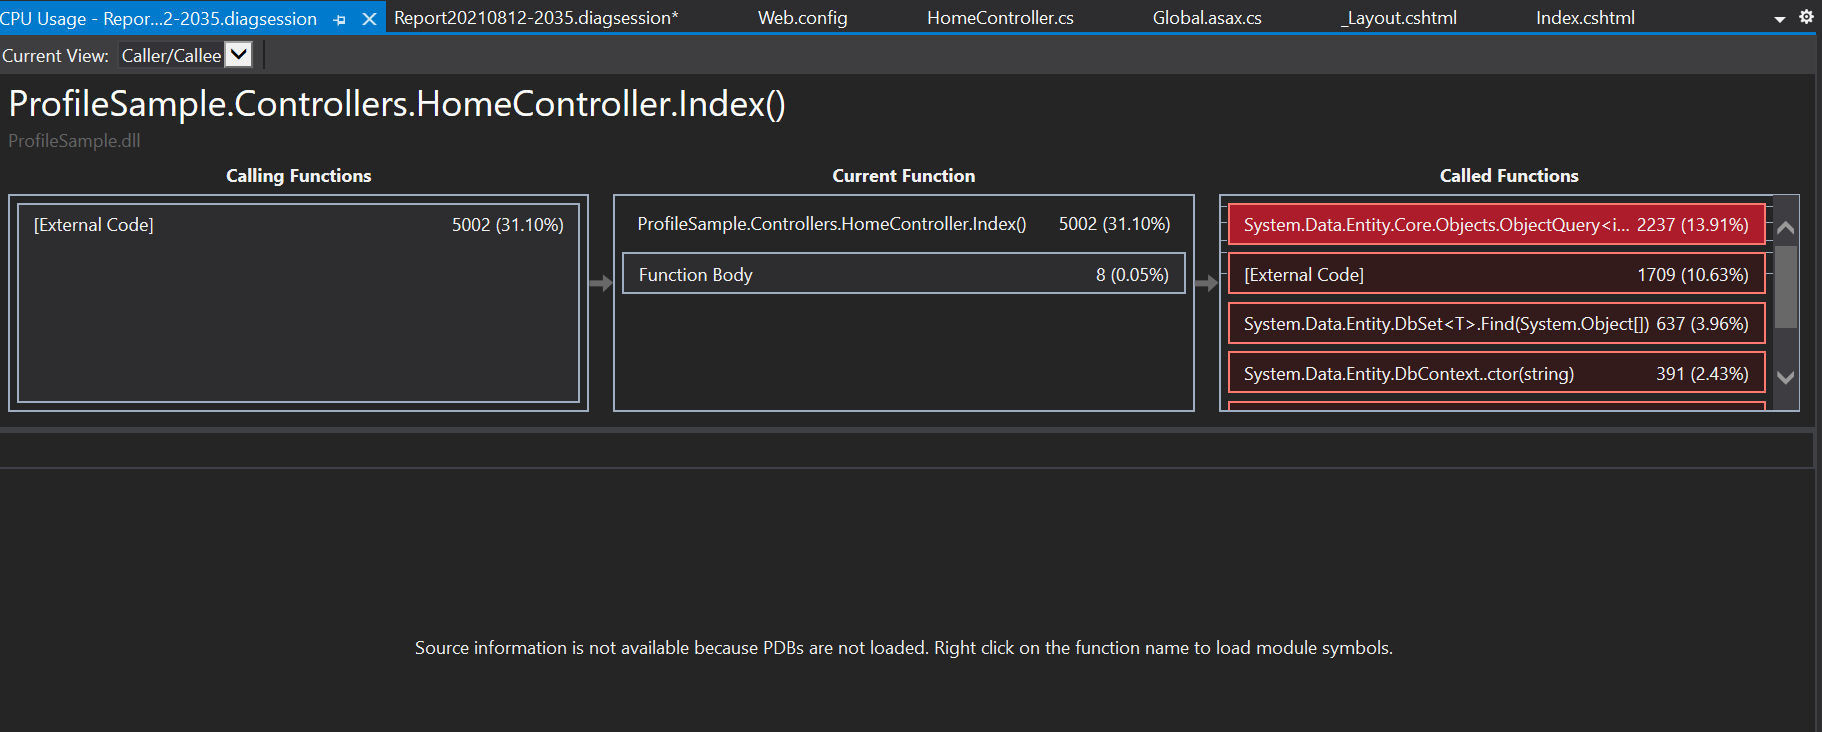 CPU Usage - Repor...2-2035.diagsession
Report20210812-2035.diagsession*
Web.config
HomeController.cs
Global.asax.cs
_Layout.cshtml
Index.cshtml
Current View: Caller/Callee
ProfileSample.Controllers.HomeController.Index()
ProfileSample.dll
Calling Functions
[External Code] 5002 (31.10%)
Current Function
ProfileSample.Controllers.HomeController.Index() 5002 (31.10%)
Function Body 8 (0.05%)
Called Functions
System.Data.Entity.Core.Objects.ObjectQuery<i... 2237 (13.91%)
[External Code] 1709 (10.63%)
System.Data.Entity.DbSet<T>.Find(System.Object[]) 637 (3.96%)
System.Data.Entity.DbContext..ctor(string) 391 (2.43%)
Source information is not available because PDBs are not loaded. Right click on the function name to load module symbols.